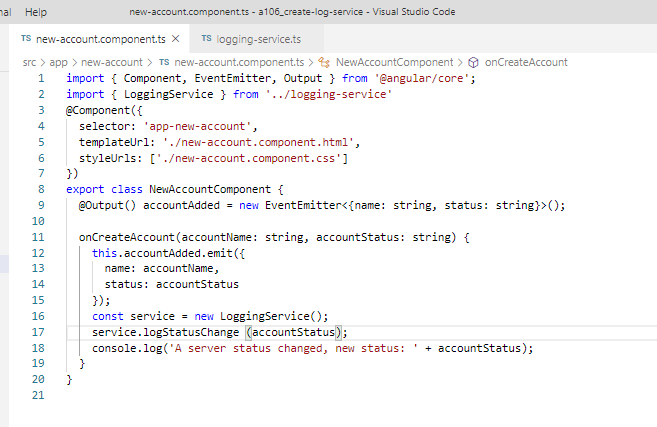 nal Help new-account.component.ts - a106_create-log-service - Visual Studio Code
TS new-account.component.ts × TS logging-service.ts
src > app > new-account > TS new-account.component.ts > NewAccountComponent > onCreateAccount
1 import { Component, EventEmitter, Output } from '@angular/core';
2 import { LoggingService } from '../logging-service'
3 @Component({
4   selector: 'app-new-account',
5   templateUrl: './new-account.component.html',
6   styleUrls: ['./new-account.component.css']
7 })
8 export class NewAccountComponent {
9   @Output() accountAdded = new EventEmitter<{name: string, status: string}>();
10
11   onCreateAccount(accountName: string, accountStatus: string) {
12     this.accountAdded.emit({
13       name: accountName,
14       status: accountStatus
15     });
16     const service = new LoggingService();
17     service.logStatusChange (accountStatus);
18     console.log('A server status changed, new status: ' + accountStatus);
19   }
20 }
21